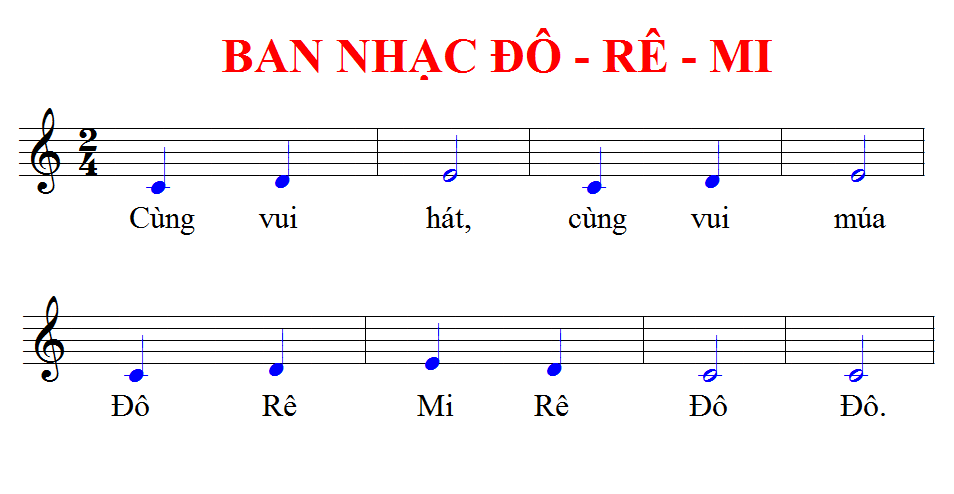 BAN NHẠC ĐÔ - RÊ - MI
2
4
Cùng vui hát, cùng vui múa
Đô Rê Mi Rê Đô Đô.